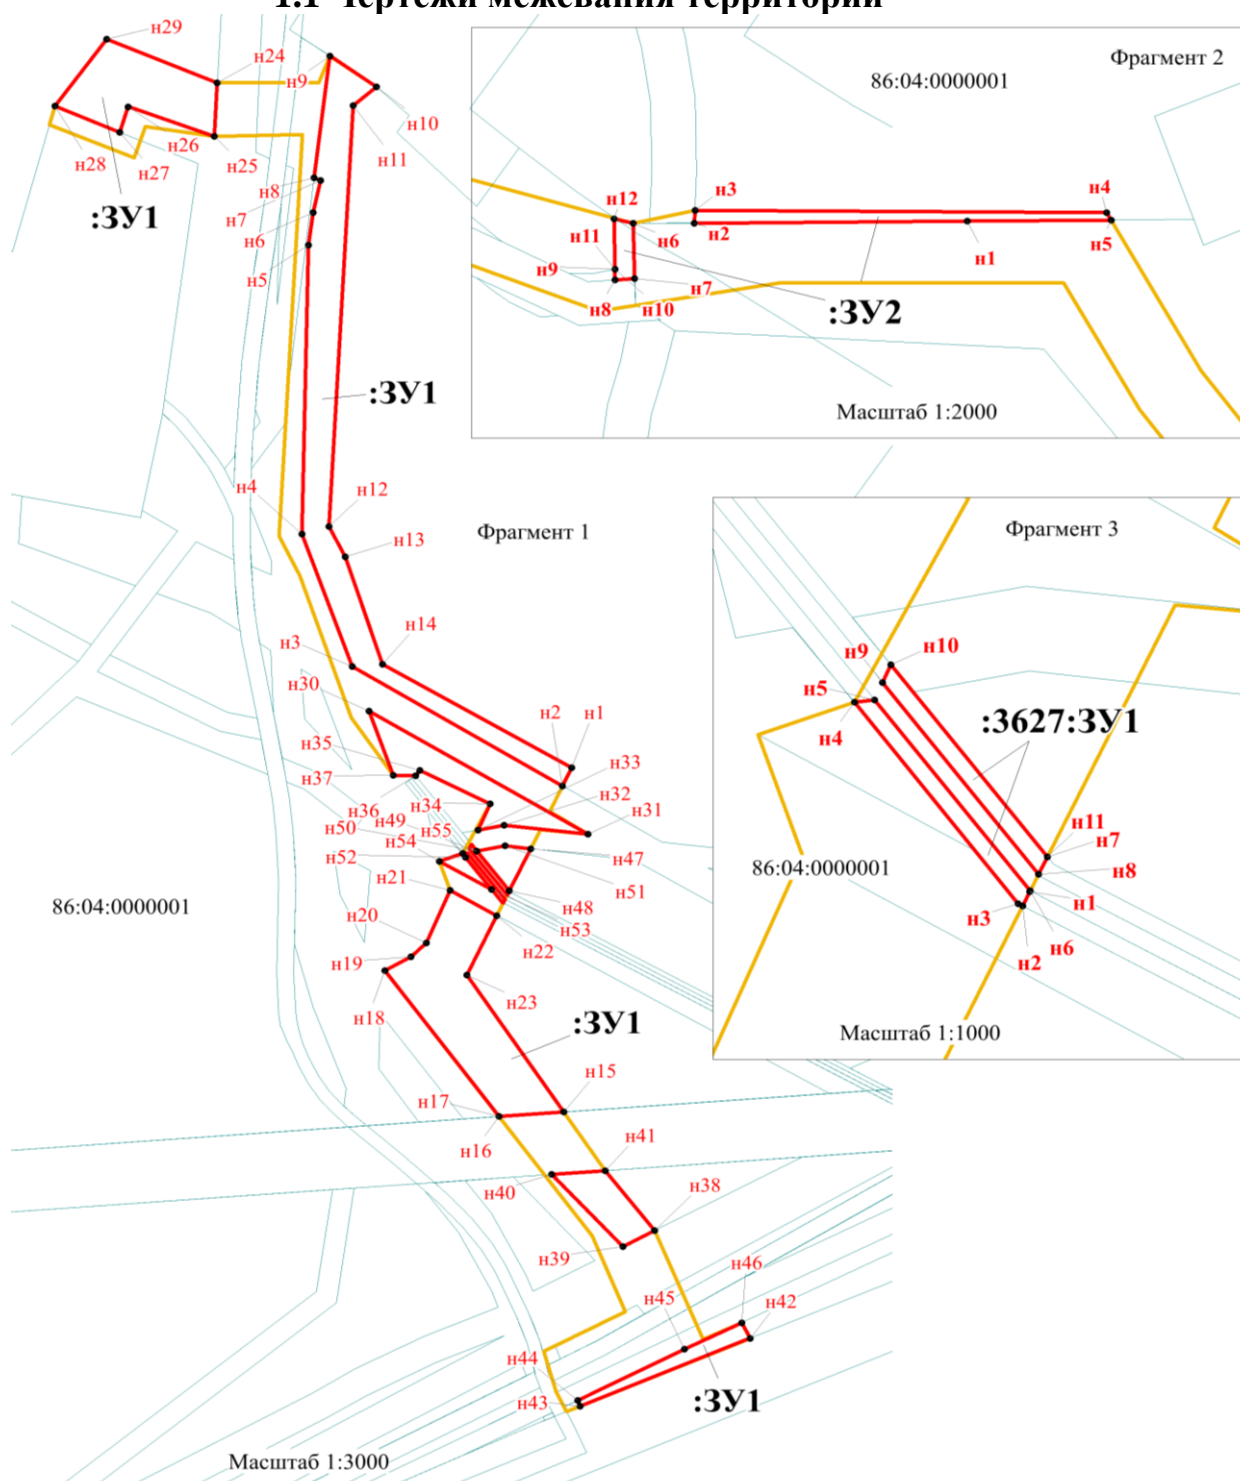 1.1 Чертежи межевания территории
н29
н24
н9
н10
н11
н26
н25
н28
н27
:ЗУ1
н8
н7
н6
н5
:ЗУ1
н4
н12
Фрагмент 1
н13
н14
н3
н30
н2
н1
н35
н33
н37
н32
н36
н34
н31
н49
н50
н55
н54
н47
н52
н51
н21
н48
86:04:0000001
н20
н53
н22
н19
н23
н18
:ЗУ1
н15
н17
н16
н41
н40
н38
н39
н46
н45
н42
н44
н43
:ЗУ1
Масштаб 1:3000
Фрагмент 2
86:04:0000001
н3
н4
н12
н11
н6
н2
н5
н1
н9
н7
н8
н10
:ЗУ2
Масштаб 1:2000
Фрагмент 3
н10
н9
н5
:3627:ЗУ1
н4
н11
н7
86:04:0000001
н8
н1
н3
н6
н2
Масштаб 1:1000